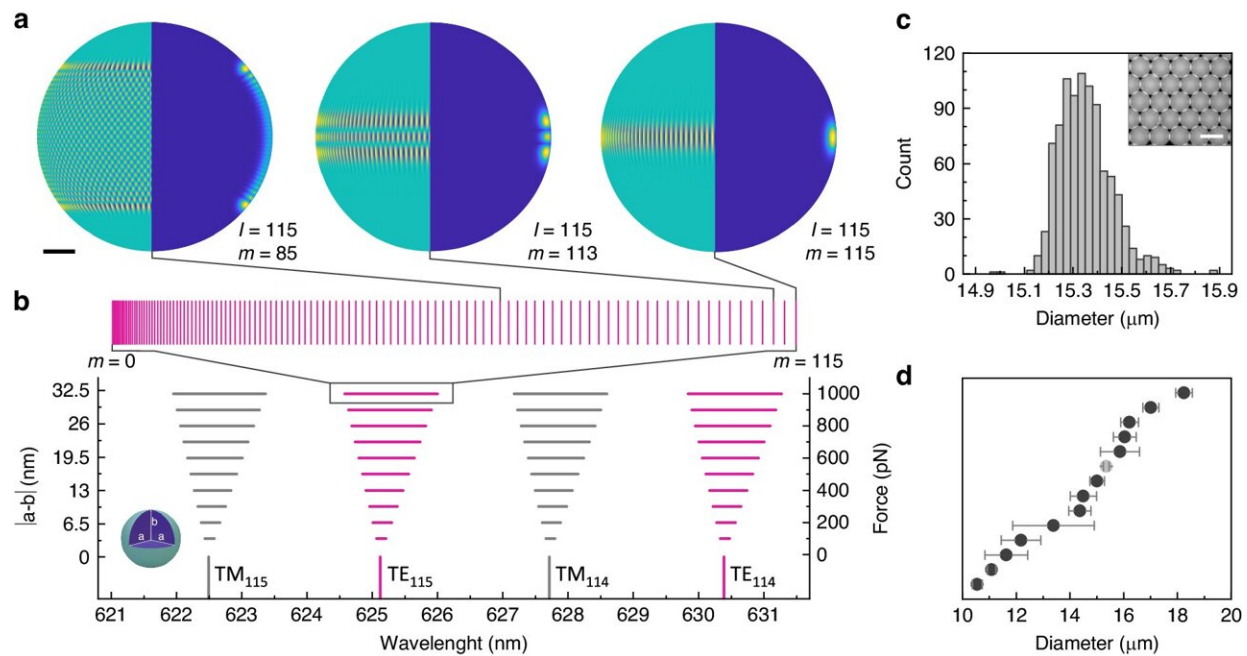 a
l = 115
m = 85
l = 115
m = 113
l = 115
m = 115
b
m = 0
m = 115
32.5
26
19.5
13
6.5
0
|a-b| (nm)
1000
800
600
400
200
0
Force (pN)
b
a a
TM115
TE115
TM114
TE114
621 622 623 624 625 626 627 628 629 630 631
Wavelenght (nm)
c
120
90
60
30
0
Count
14.9 15.1 15.3 15.5 15.7 15.9
Diameter (μm)
d
10 12 14 16 18 20
Diameter (μm)